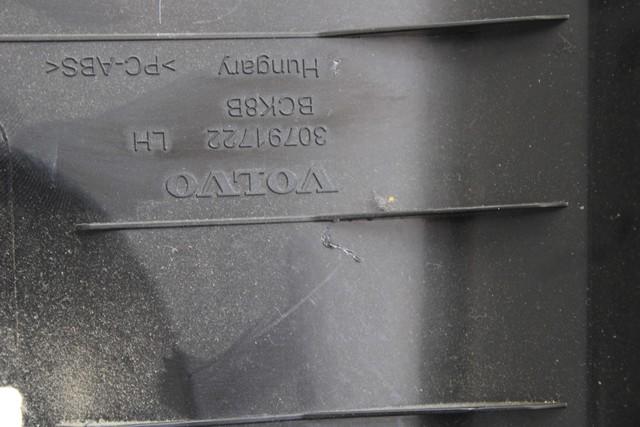 VOLVO
30791722 LH
BCK8B
Hungary >PC-ABS<